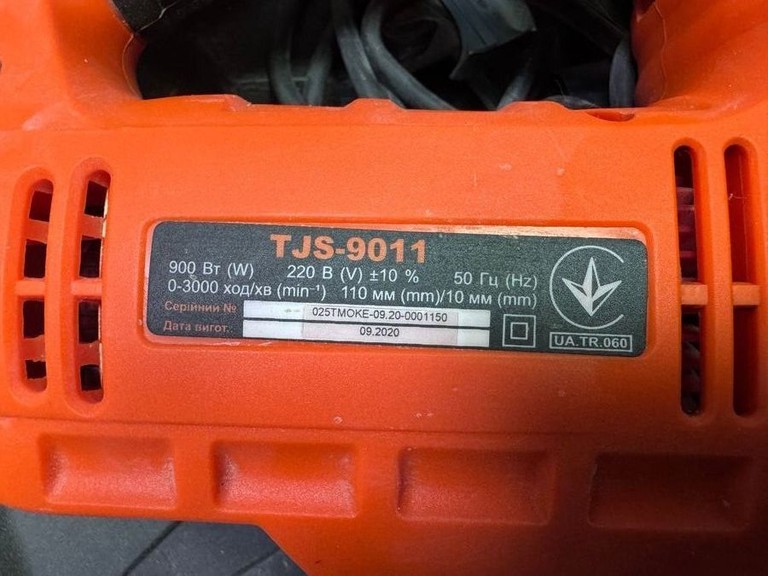 TJS-9011
900 Вт (W) 220 В (V) ±10 % 50 Гц (Hz)
0-3000 ход/хв (min⁻¹) 110 мм (mm)/10 мм (mm)
Серійний № 025TMOKE-09.20-0001150
Дата вигот. 09.2020
UA.TR.060